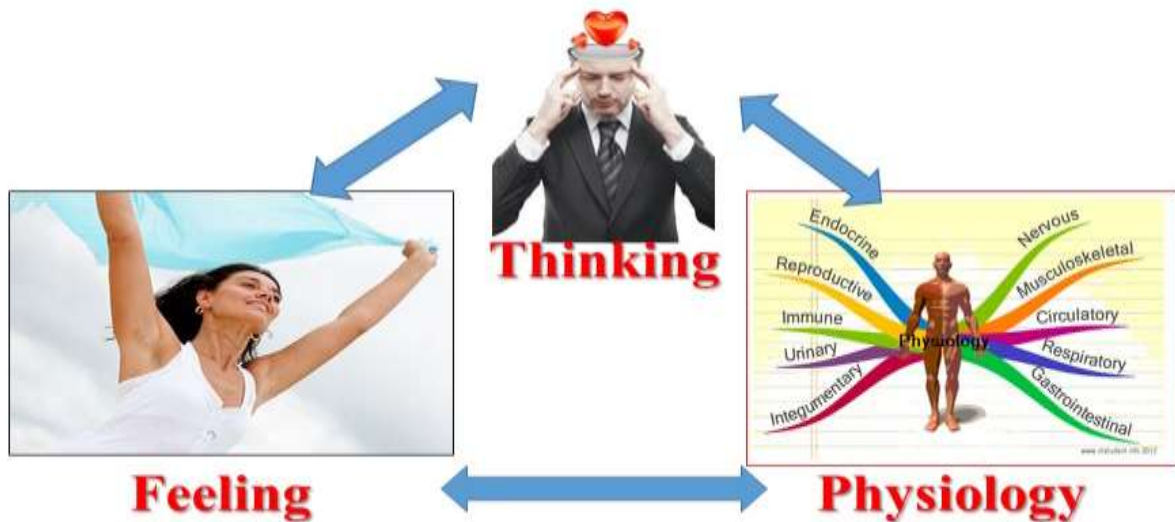 Thinking
Endocrine
Reproductive
Immune
Urinary
Integumentary
Physiology
Nervous
Musculoskeletal
Circulatory
Respiratory
Gastrointestinal
Feeling
Physiology